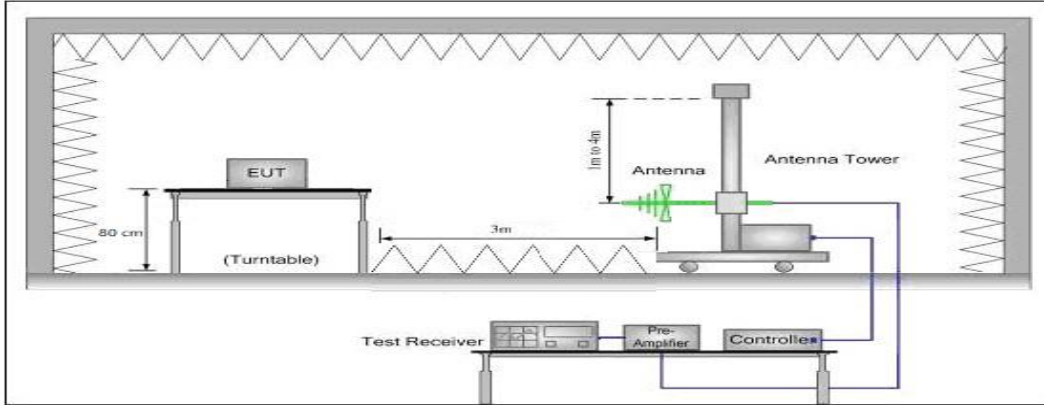 1m to 4m
Antenna
Antenna Tower
EUT
80 cm
3m
(Turntable)
Test Receiver
Pre-
Amplifier
Controller